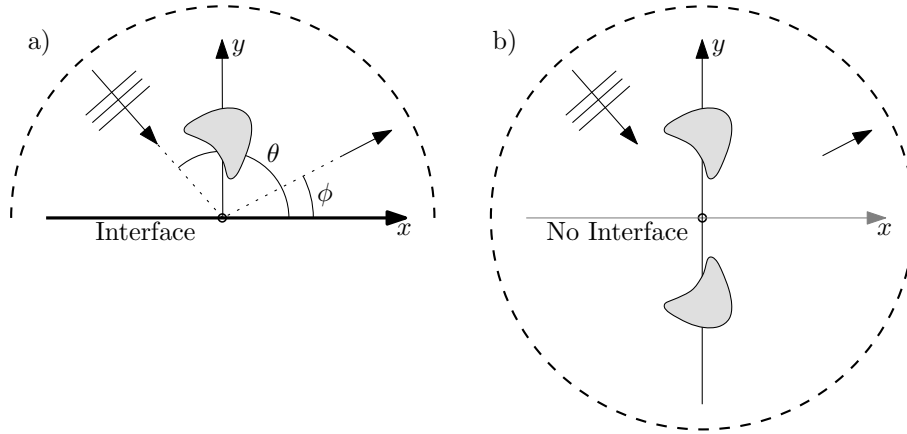 a)
y
θ
ϕ
x
Interface
b)
y
x
No Interface